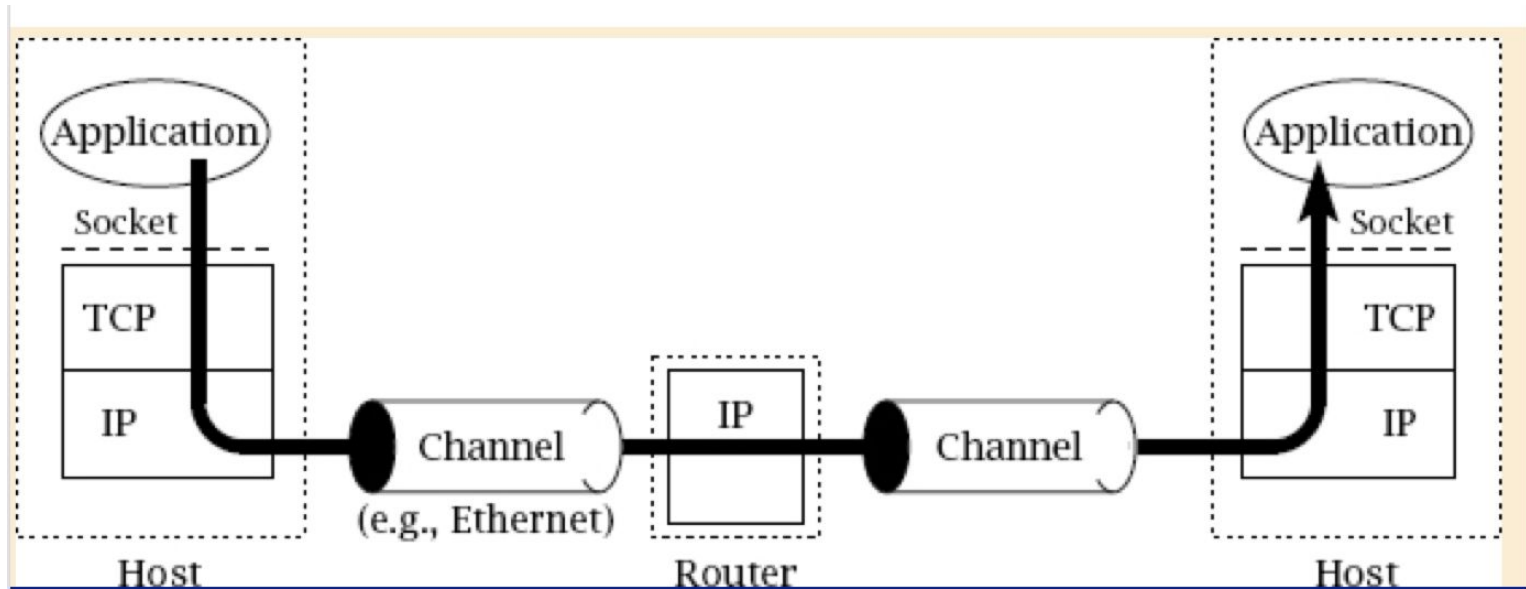 Application
Socket
TCP
IP
Host
Channel
(e.g., Ethernet)
IP
Router
Channel
Application
Socket
TCP
IP
Host